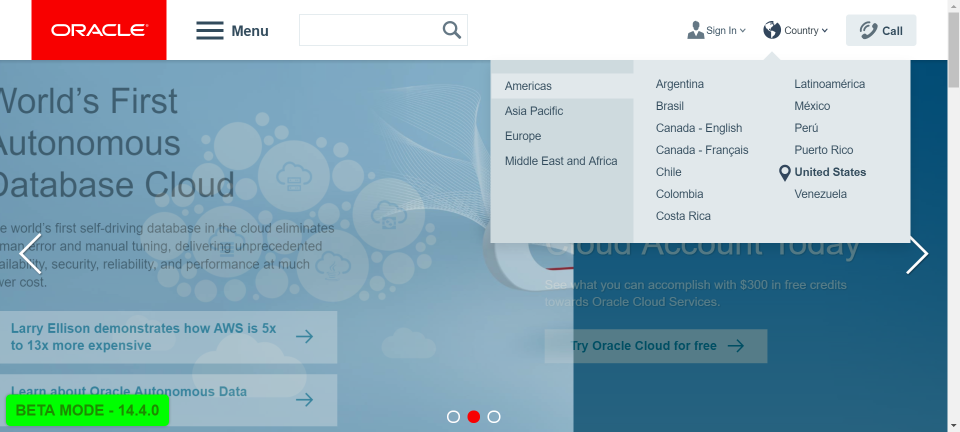 ORACLE
Menu
Sign In
Country
Call
Americas
Asia Pacific
Europe
Middle East and Africa
Argentina
Brasil
Canada - English
Canada - Français
Chile
Colombia
Costa Rica
Latinoamérica
México
Perú
Puerto Rico
United States
Venezuela
World's First
Autonomous
Database Cloud
world's first self-driving database in the cloud eliminates
error and manual tuning, delivering unprecedented
security, reliability, and performance at much
cost.
Larry Ellison demonstrates how AWS is 5x
to 13x more expensive
Learn about Oracle Autonomous Data
Cloud Account Today
See what you can accomplish with $300 in free credits
towards Oracle Cloud Services.
Try Oracle Cloud for free
BETA MODE - 14.4.0